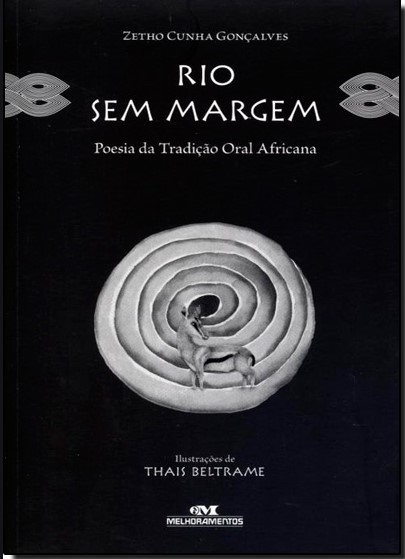 Zetho Cunha Gonçalves
RIO
SEM MARGEM
Poesia da Tradição Oral Africana
Ilustrações de
THAIS BELTRAME
MELHORAMENTOS